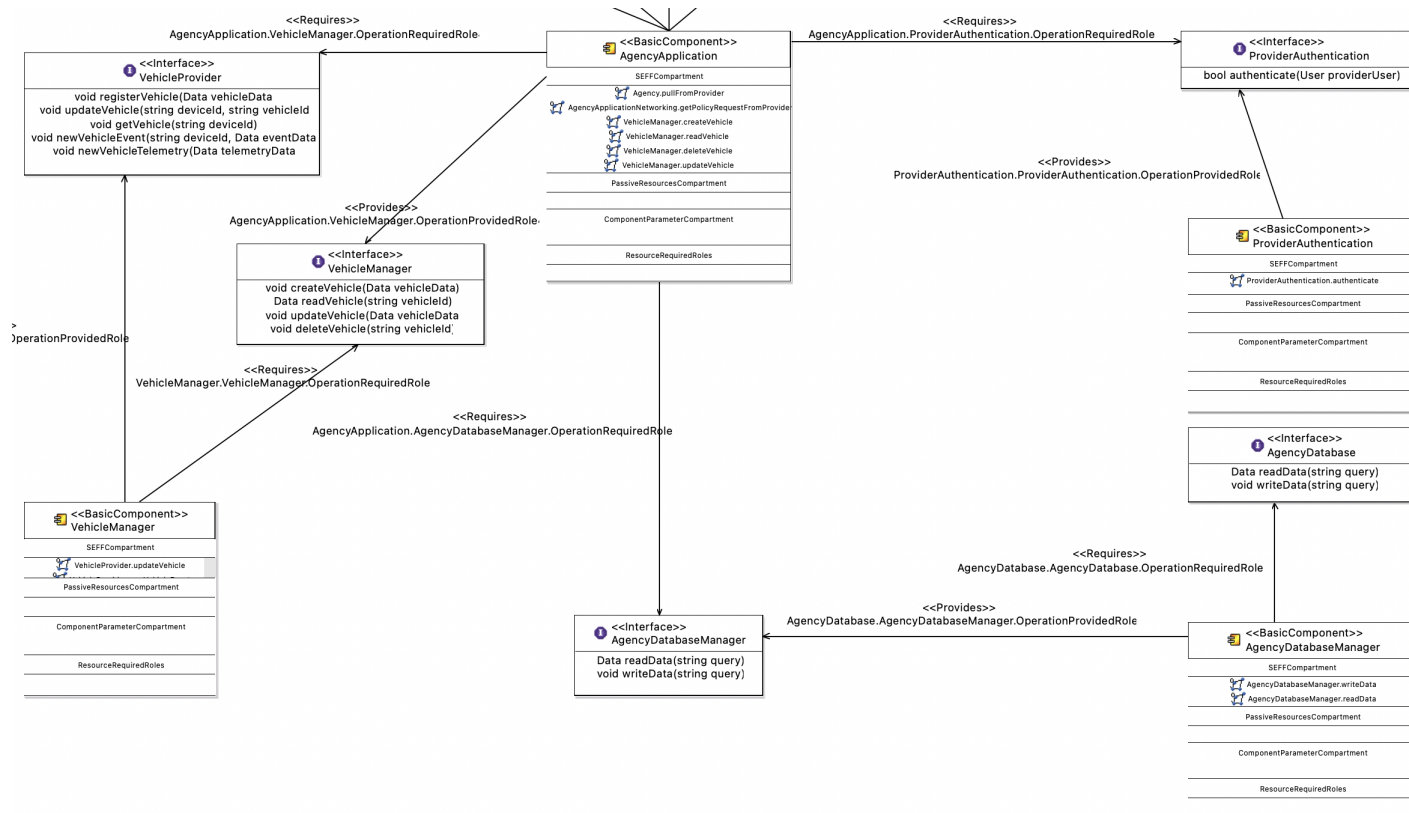 <<Requires>>
AgencyApplication.VehicleManager.OperationRequiredRole
<<Interface>>
VehicleProvider
void registerVehicle(Data vehicleData
void updateVehicle(string deviceId, string vehicleId
void getVehicle(string deviceId)
void newVehicleEvent(string deviceId, Data eventData
void newVehicleTelemetry(Data telemetryData
<<BasicComponent>>
AgencyApplication
SEFFCompartment
Agency.pullFromProvider
AgencyApplicationNetworking.getPolicyRequestFromProvider
VehicleManager.createVehicle
VehicleManager.readVehicle
VehicleManager.deleteVehicle
VehicleManager.updateVehicle
PassiveResourcesCompartment
ComponentParameterCompartment
ResourceRequiredRoles
<<Requires>>
AgencyApplication.ProviderAuthentication.OperationRequiredRole
<<Interface>>
ProviderAuthentication
bool authenticate(User providerUser)
<<Provides>>
ProviderAuthentication.ProviderAuthentication.OperationProvidedRole
<<Provides>>
AgencyApplication.VehicleManager.OperationProvidedRole
<<Interface>>
VehicleManager
void createVehicle(Data vehicleData)
Data readVehicle(string vehicleId)
void updateVehicle(Data vehicleData
void deleteVehicle(string vehicleId)
<<BasicComponent>>
ProviderAuthentication
SEFFCompartment
ProviderAuthentication.authenticate
PassiveResourcesCompartment
ComponentParameterCompartment
ResourceRequiredRoles
>
OperationProvidedRole
<<Requires>>
VehicleManager.VehicleManager.OperationRequiredRole
<<Requires>>
AgencyApplication.AgencyDatabaseManager.OperationRequiredRole
<<Interface>>
AgencyDatabase
Data readData(string query)
void writeData(string query)
<<BasicComponent>>
VehicleManager
SEFFCompartment
VehicleProvider.updateVehicle
PassiveResourcesCompartment
ComponentParameterCompartment
ResourceRequiredRoles
<<Requires>>
AgencyDatabase.AgencyDatabase.OperationRequiredRole
<<Provides>>
AgencyDatabase.AgencyDatabaseManager.OperationProvidedRole
<<Interface>>
AgencyDatabaseManager
Data readData(string query)
void writeData(string query)
<<BasicComponent>>
AgencyDatabaseManager
SEFFCompartment
AgencyDatabaseManager.writeData
AgencyDatabaseManager.readData
PassiveResourcesCompartment
ComponentParameterCompartment
ResourceRequiredRoles